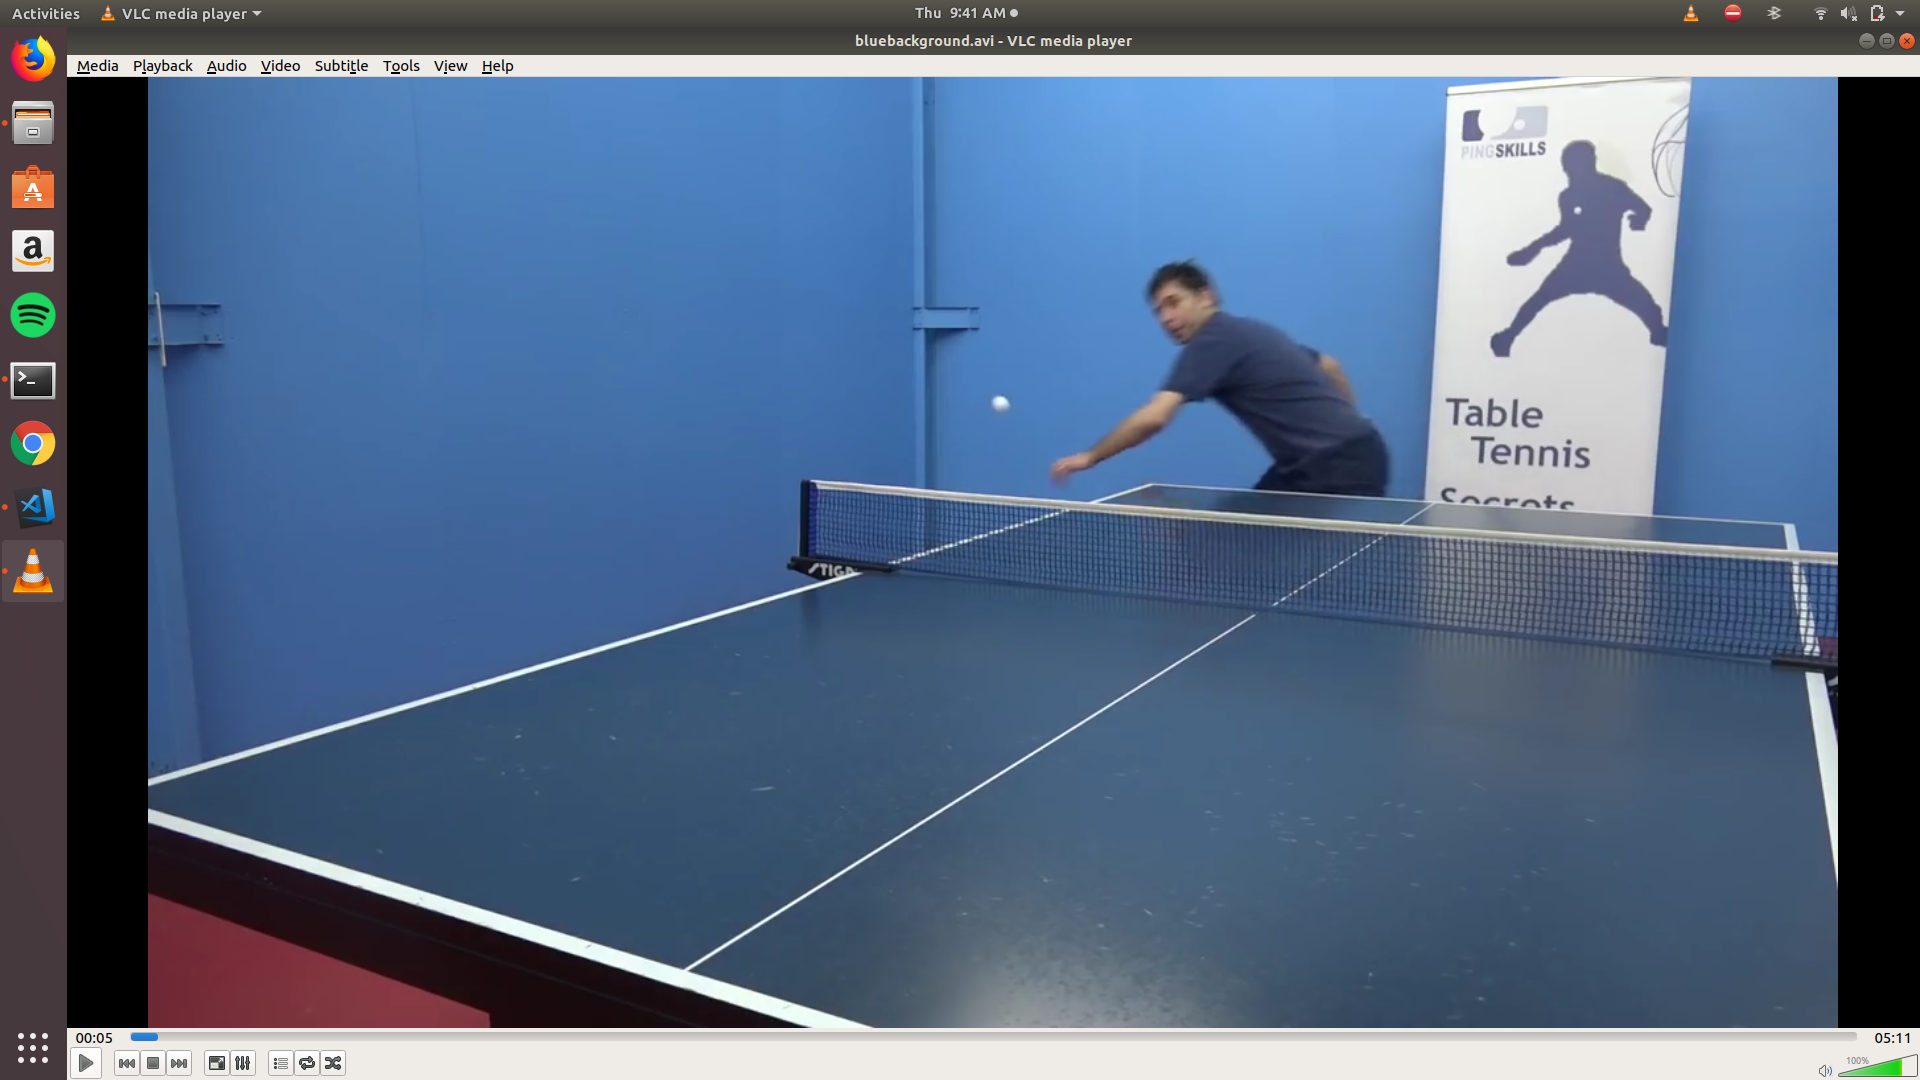 Activities
VLC media player
Thu 9:41 AM
bluebackground.avi - VLC media player
Media Playback Audio Video Subtitle Tools View Help
PINGSKILLS
Table
Tennis
Secrets
STIGA
00:05
05:11
100%